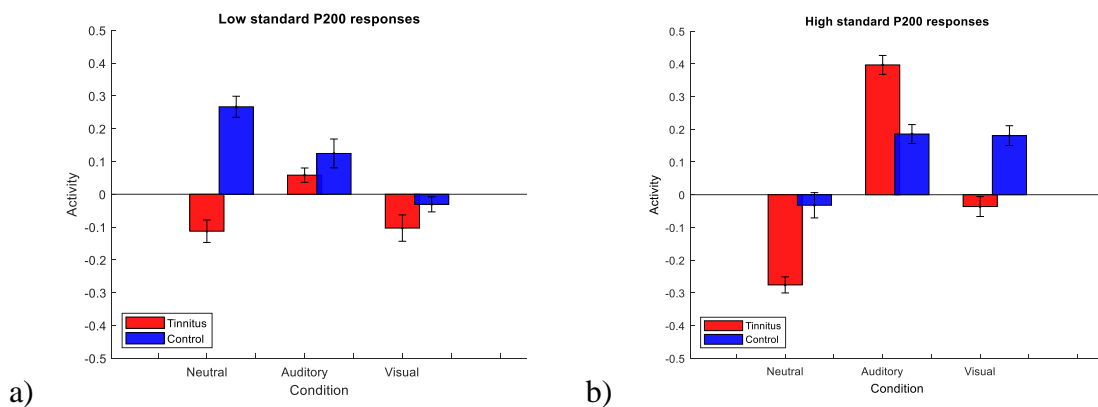 Low standard P200 responses
0.5
0.4
0.3
0.2
0.1
0
-0.1
-0.2
-0.3
-0.4
-0.5
Activity
Tinnitus
Control
Neutral Auditory Visual
Condition
a)
High standard P200 responses
0.5
0.4
0.3
0.2
0.1
0
-0.1
-0.2
-0.3
-0.4
-0.5
Activity
Tinnitus
Control
Neutral Auditory Visual
Condition
b)